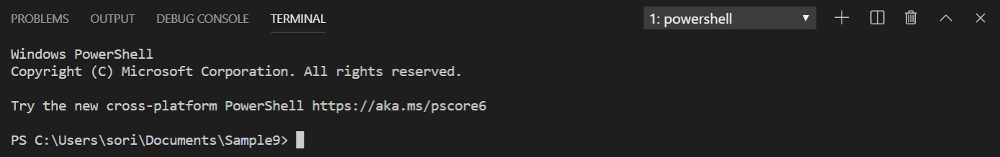 PROBLEMS OUTPUT DEBUG CONSOLE TERMINAL 1: powershell
Windows PowerShell
Copyright (C) Microsoft Corporation. All rights reserved.
Try the new cross-platform PowerShell https://aka.ms/pscore6
PS C:\Users\sori\Documents\Sample9>